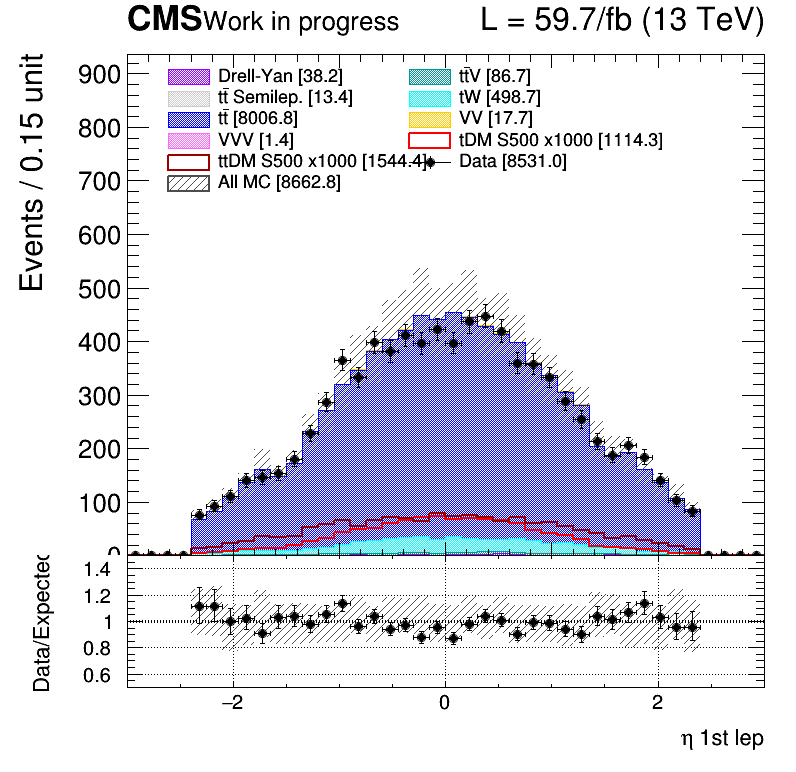 CMS Work in progress L = 59.7/fb (13 TeV)
Events / 0.15 unit
900
800
700
600
500
400
300
200
100
0
Drell-Yan [38.2] tt̄V [86.7]
tt̄ Semilep. [13.4] tW [498.7]
tt̄ [8006.8] VV [17.7]
VVV [1.4] tDM S500 x1000 [1114.3]
ttDM S500 x1000 [1544.4] Data [8531.0]
All MC [8662.8]
Data/Expected
1.4
1.2
1
0.8
0.6
−2 0 2
η 1st lep